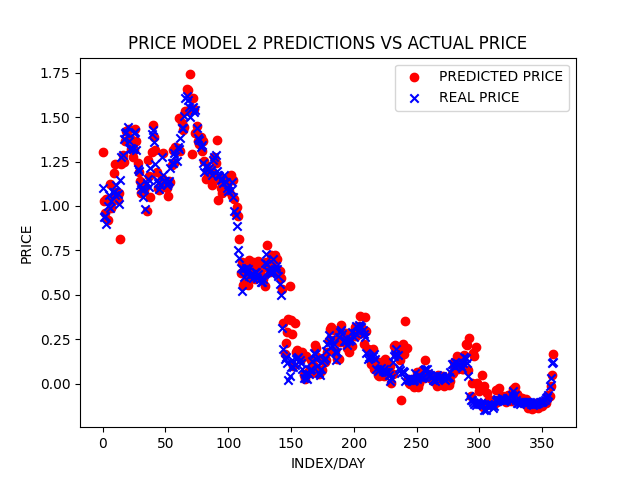 PRICE MODEL 2 PREDICTIONS VS ACTUAL PRICE
PREDICTED PRICE
REAL PRICE
PRICE
1.75
1.50
1.25
1.00
0.75
0.50
0.25
0.00
0 50 100 150 200 250 300 350
INDEX/DAY